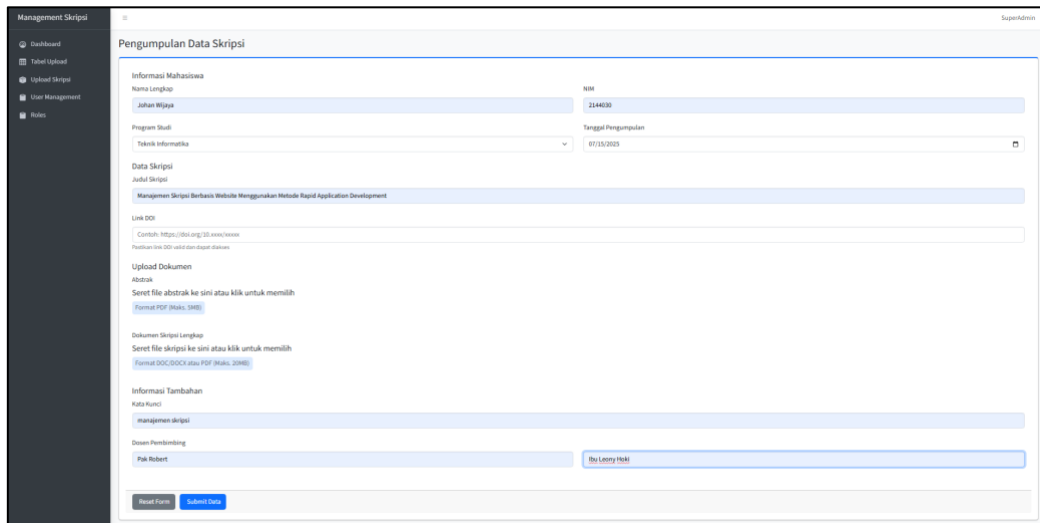 Management Skripsi
SuperAdmin
Dashboard
Tabel Upload
Upload Skripsi
User Management
Roles
Pengumpulan Data Skripsi
Informasi Mahasiswa
Nama Lengkap
NIM
Johan Wijaya
2144030
Program Studi
Tanggal Pengumpulan
Teknik Informatika
07/15/2025
Data Skripsi
Judul Skripsi
Manajemen Skripsi Berbasis Website Menggunakan Metode Rapid Application Development
Link DOI
Contoh: https://doi.org/10.xxxx/xxxxx
Pastikan link DOI valid dan dapat diakses
Upload Dokumen
Abstrak
Seret file abstrak ke sini atau klik untuk memilih
Format PDF (Maks. 5MB)
Dokumen Skripsi Lengkap
Seret file skripsi ke sini atau klik untuk memilih
Format DOC/DOCX atau PDF (Maks. 20MB)
Informasi Tambahan
Kata Kunci
manajemen skripsi
Dosen Pembimbing
Pak Robert
Ibu Leony Hoki
Reset Form
Submit Data